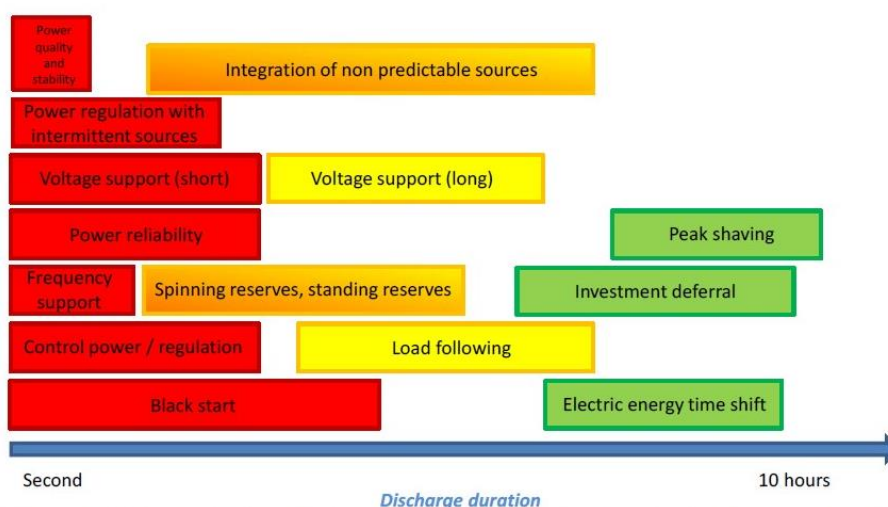 Power
quality
and
stability
Integration of non predictable sources
Power regulation with
intermittent sources
Voltage support (short)
Voltage support (long)
Power reliability
Peak shaving
Frequency
support
Spinning reserves, standing reserves
Investment deferral
Control power / regulation
Load following
Black start
Electric energy time shift
Second
10 hours
Discharge duration